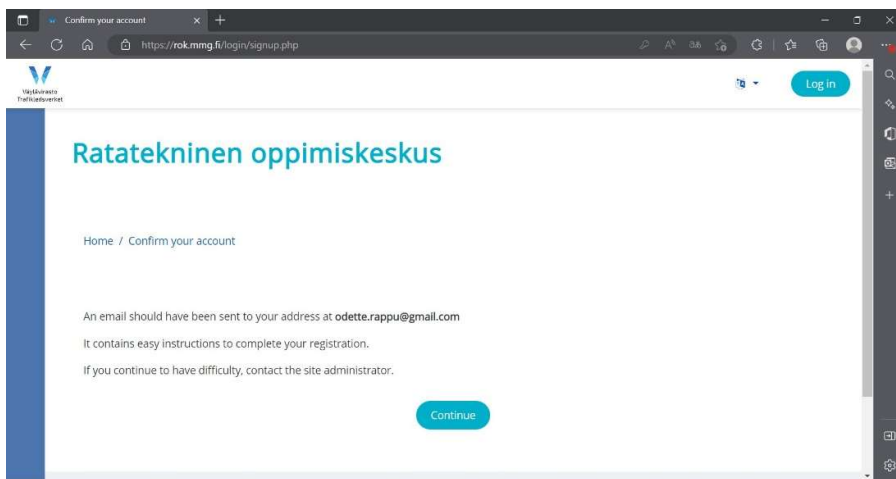 Confirm your account
https://rok.mmg.fi/login/signup.php
Väylävirasto
Trafikledsverket
Log in
Ratatekninen oppimiskeskus
Home / Confirm your account
An email should have been sent to your address at odette.rappu@gmail.com
It contains easy instructions to complete your registration.
If you continue to have difficulty, contact the site administrator.
Continue